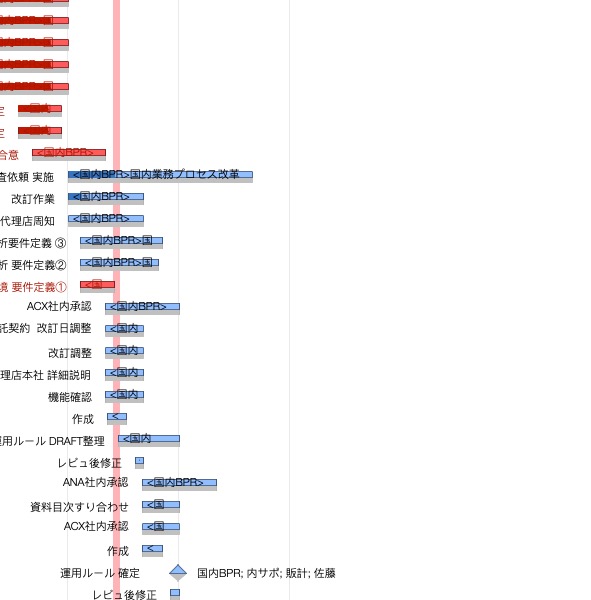 定 <国内
定 <国内
合意 <国内BPR>
査依頼 実施 <国内BPR>国内業務プロセス改革
改訂作業 <国内BPR>
代理店周知 <国内BPR>
析要件定義 ③ <国内BPR>国
析 要件定義② <国内BPR>国
境 要件定義① <国
ACX社内承認 <国内BPR>
託契約 改訂日調整 <国内
改訂調整 <国内
理店本社 詳細説明 <国内
機能確認 <国内
作成 <
運用ルール DRAFT整理 <国内
レビュ後修正
ANA社内承認 <国内BPR>
資料目次すり合わせ <国
ACX社内承認 <国
作成 <
運用ルール 確定 国内BPR; 内サポ; 販計; 佐藤
レビュ後修正